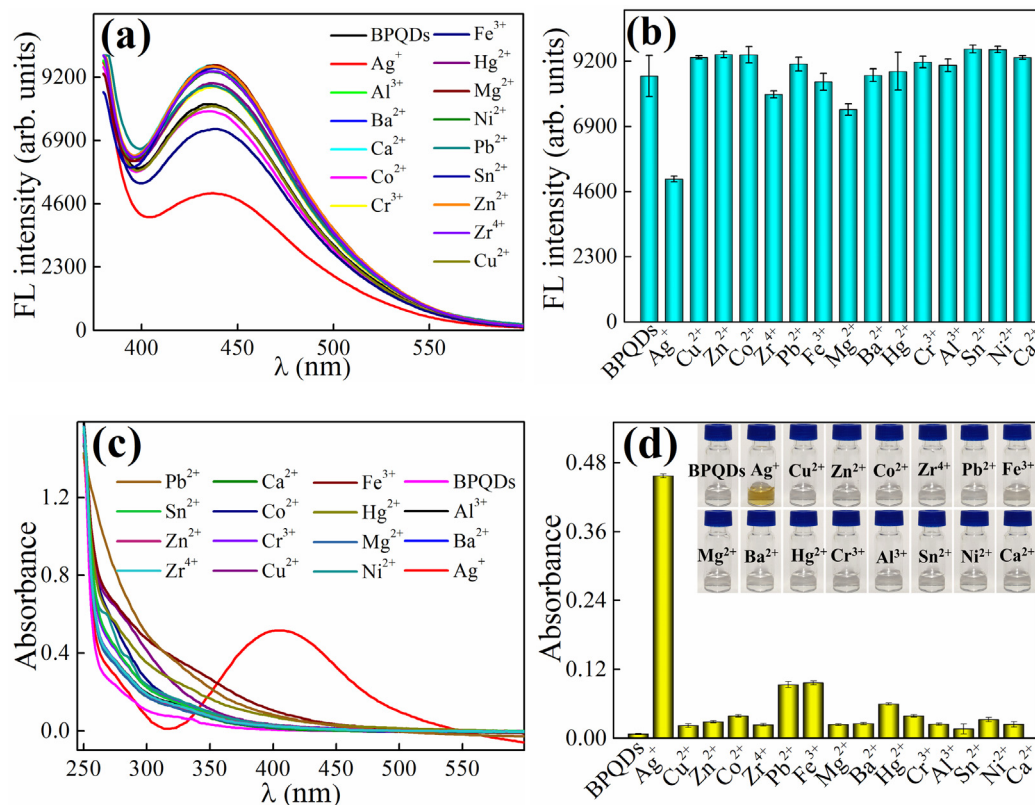 (a)
FL intensity (arb. units)
9200
6900
4600
2300
0
400 450 500 550
λ (nm)
BPQDs
Ag⁺
Al³⁺
Ba²⁺
Ca²⁺
Co²⁺
Cr³⁺
Fe³⁺
Hg²⁺
Mg²⁺
Ni²⁺
Pb²⁺
Sn²⁺
Zn²⁺
Zr⁴⁺
Cu²⁺
(b)
FL intensity (arb. units)
9200
6900
4600
2300
0
BPQDs Ag⁺ Cu²⁺ Zn²⁺ Co²⁺ Zr⁴⁺ Pb²⁺ Fe³⁺ Mg²⁺ Ba²⁺ Hg²⁺ Cr³⁺ Al³⁺ Sn²⁺ Ni²⁺ Ca²⁺
(c)
Absorbance
1.2
0.8
0.4
0.0
250 300 350 400 450 500 550 600
λ (nm)
Pb²⁺ Ca²⁺ Fe³⁺ BPQDs
Sn²⁺ Co²⁺ Hg²⁺ Al³⁺
Zn²⁺ Cr³⁺ Mg²⁺ Ba²⁺
Zr⁴⁺ Cu²⁺ Ni²⁺ Ag⁺
(d)
Absorbance
0.48
0.36
0.24
0.12
0.00
BPQDs Ag⁺ Cu²⁺ Zn²⁺ Co²⁺ Zr⁴⁺ Pb²⁺ Fe³⁺
Mg²⁺ Ba²⁺ Hg²⁺ Cr³⁺ Al³⁺ Sn²⁺ Ni²⁺ Ca²⁺
BPQDs Ag⁺ Cu²⁺ Zn²⁺ Co²⁺ Zr⁴⁺ Pb²⁺ Fe³⁺ Mg²⁺ Ba²⁺ Hg²⁺ Cr³⁺ Al³⁺ Sn²⁺ Ni²⁺ Ca²⁺